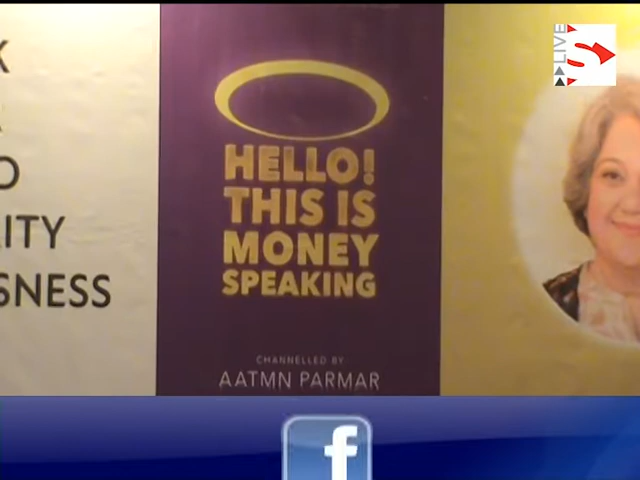 K
O
ITY
SNESS
HELLO!
THIS IS
MONEY
SPEAKING
CHANNELLED BY
AATMN PARMAR
LIVE
f